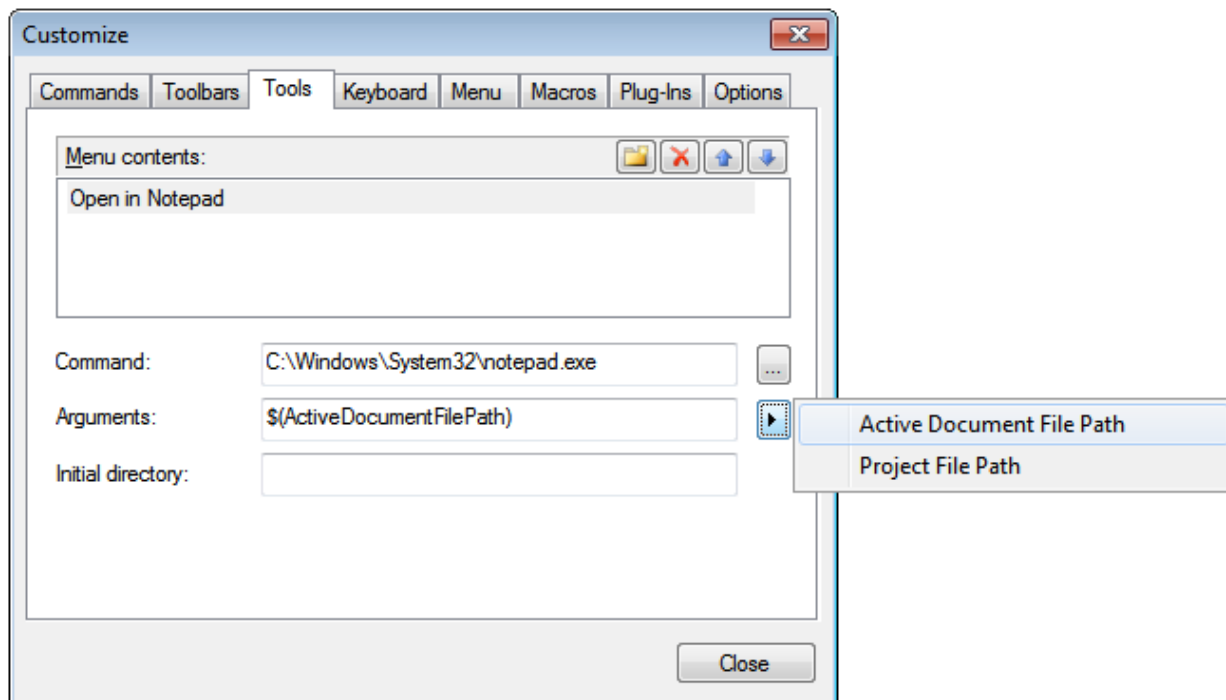 Customize
Commands Toolbars Tools Keyboard Menu Macros Plug-Ins Options
Menu contents:
Open in Notepad
Command: C:\Windows\System32\notepad.exe ...
Arguments: $(ActiveDocumentFilePath)
Active Document File Path
Project File Path
Initial directory:
Close